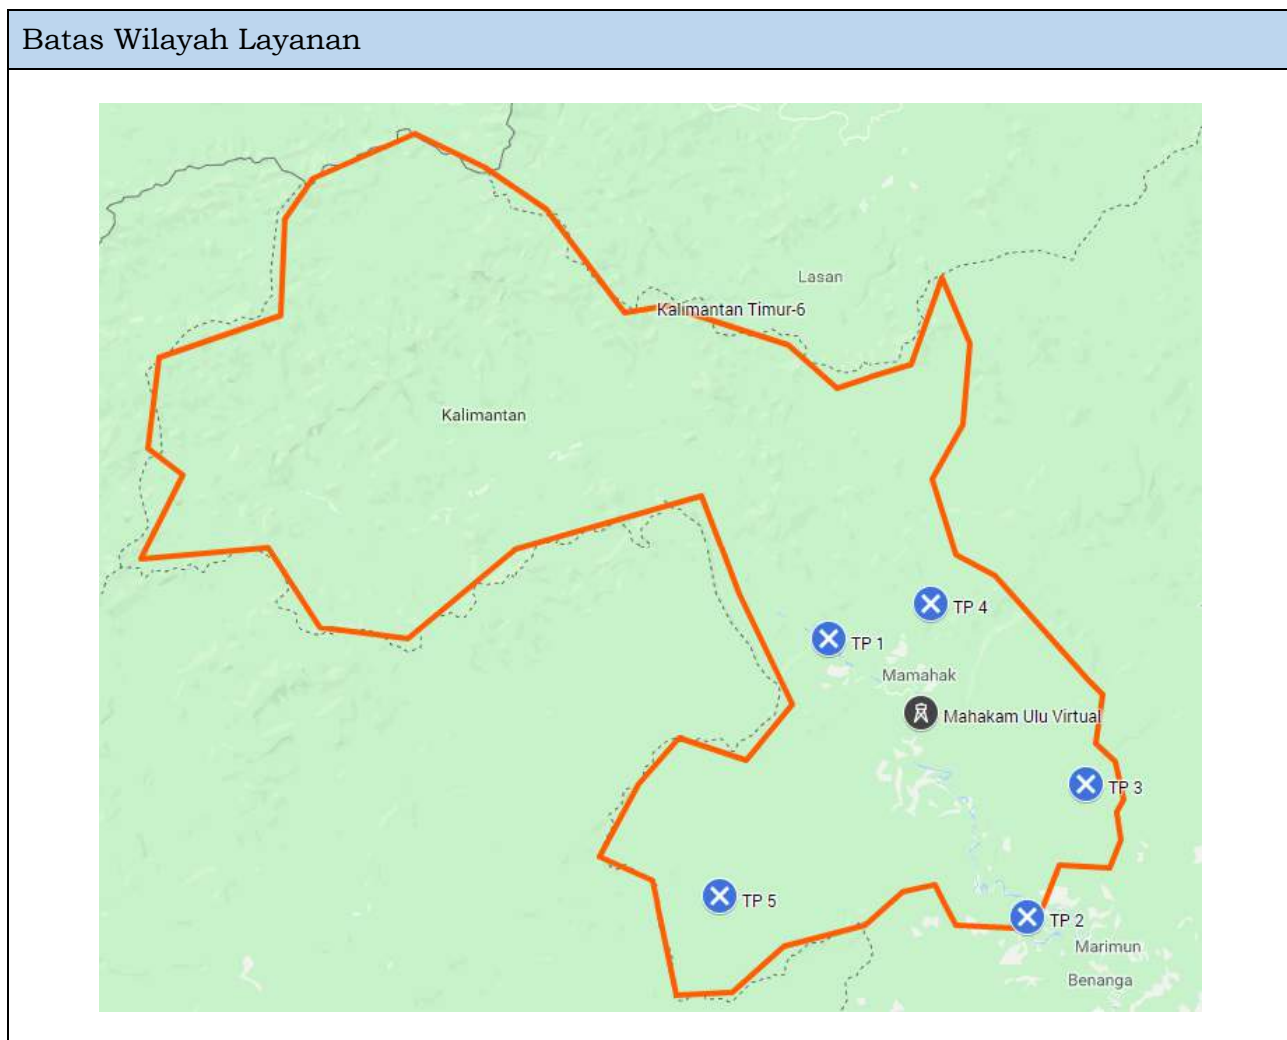 Batas Wilayah Layanan
Lasan
Kalimantan Timur-6
Kalimantan
TP 4
TP 1
Mamahak
Mahakam Ulu Virtual
TP 3
TP 5
TP 2
Marimun
Benanga